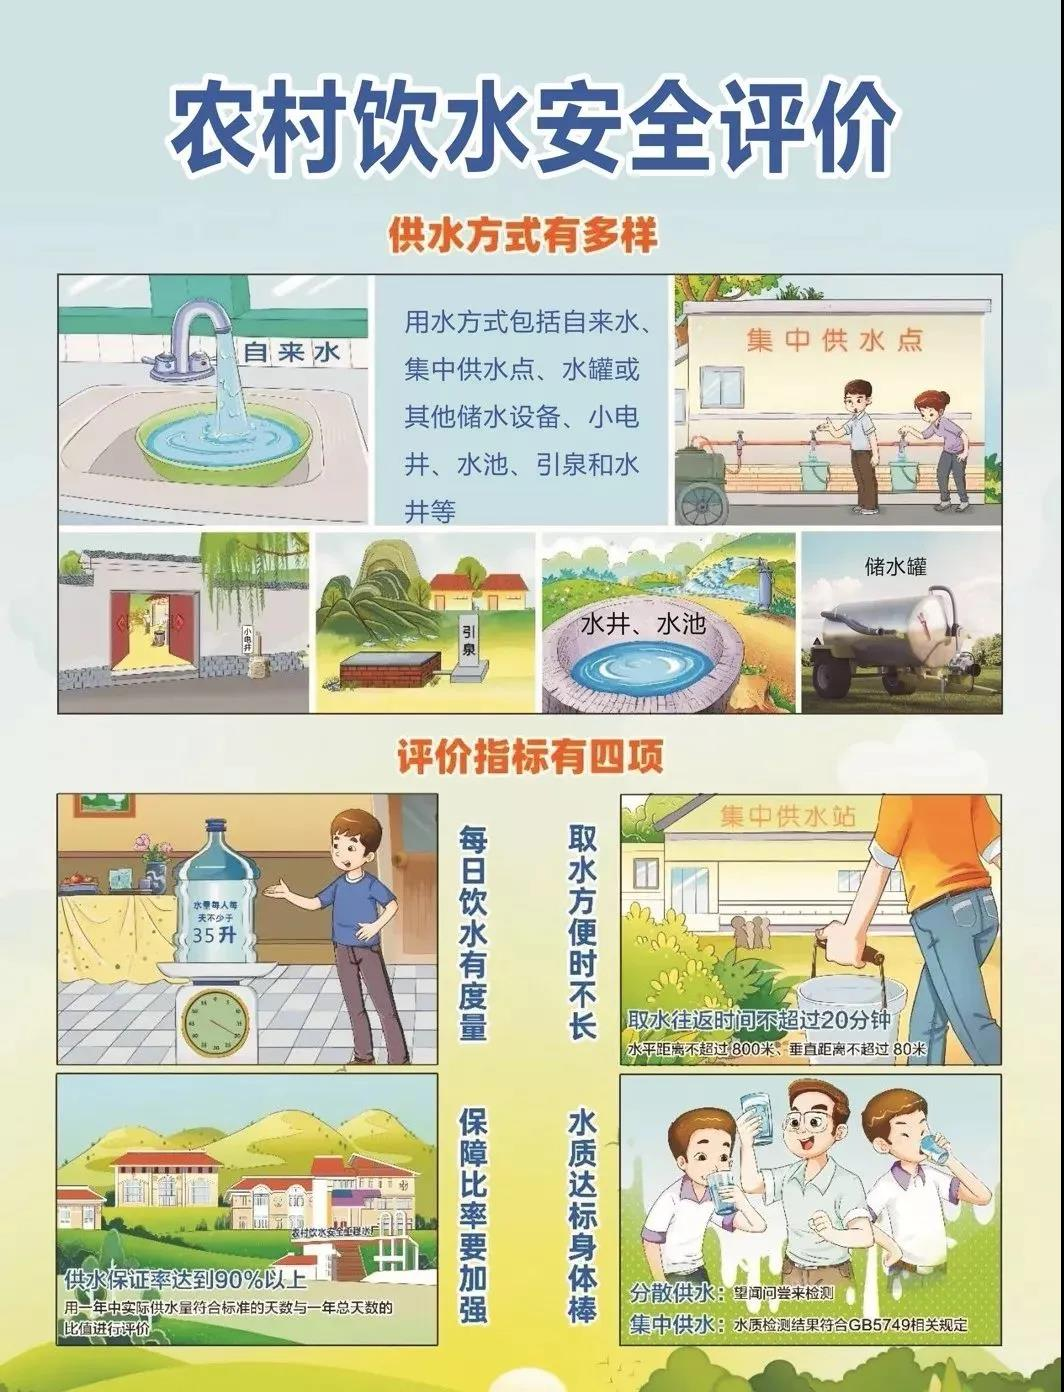 农村饮水安全评价
供水方式有多样
自来水
用水方式包括自来水、
集中供水点、水罐或
其他储水设备、小电
井、水池、引泉和水
井等
集中供水点
小电井
引泉
水井、水池
储水罐
评价指标有四项
水量每人每
天不少于
35升
每日饮水有度量
取水方便时不长
集中供水站
取水往返时间不超过20分钟
水平距离不超过 800米、垂直距离不超过 80米
农村饮水安全工程水厂
供水保证率达到90%以上
用一年中实际供水量符合标准的天数与一年总天数的
比值进行评价
保障比率要加强
水质达标身体棒
分散供水：望闻问尝来检测
集中供水：水质检测结果符合GB5749相关规定